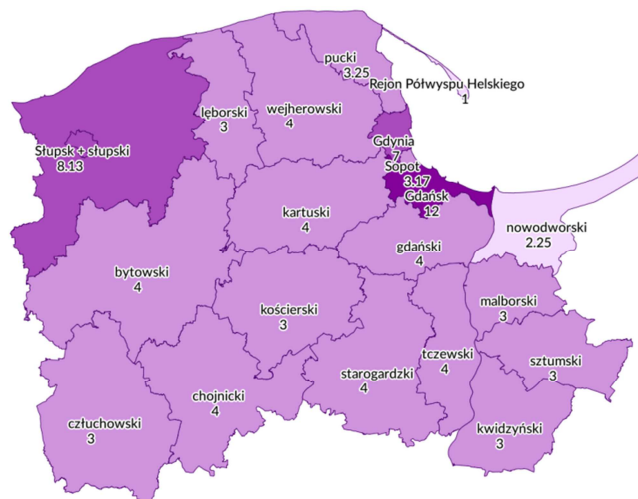 pucki
3.25
Rejon Półwyspu Helskiego
1
lęborski
3
wejherowski
4
Słupsk + słupski
8.13
Gdynia
7
Sopot
3.17
Gdańsk
12
kartuski
4
nowodworski
2.25
gdański
4
bytowski
4
kościerski
3
malborski
3
tczewski
4
sztumski
3
starogardzki
4
chojnicki
4
człuchowski
3
kwidzyński
3